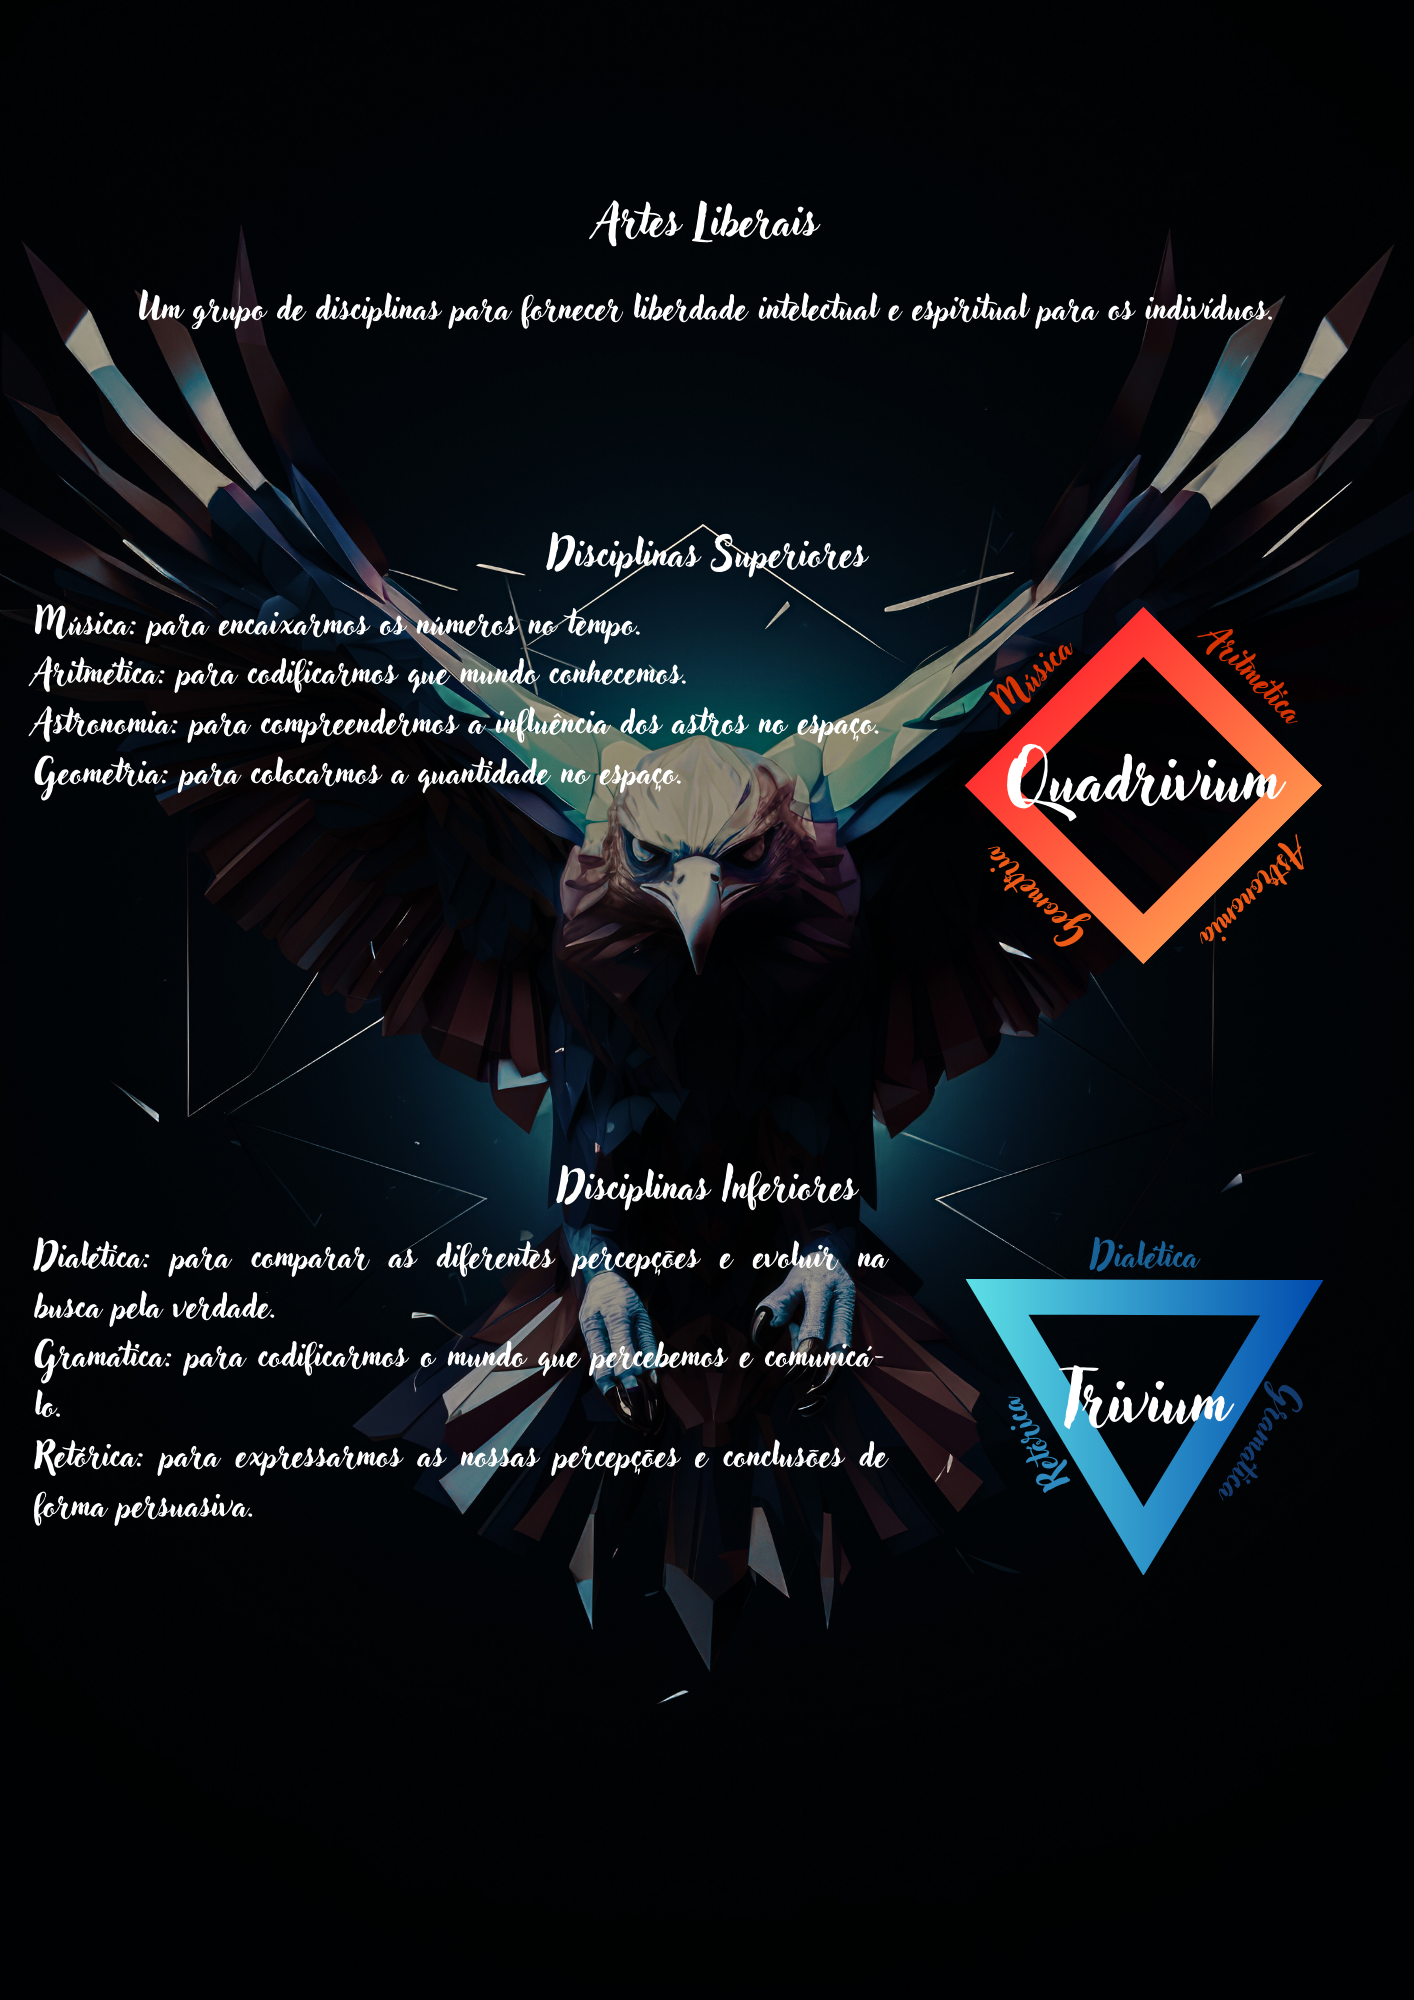 Artes Liberais
Um grupo de disciplinas para fornecer liberdade intelectual e espiritual para os indivíduos.
Disciplinas Superiores
Música: para encaixarmos os números no tempo.
Aritmética: para codificarmos que mundo conhecemos.
Astronomia: para compreendermos a influência dos astros no espaço.
Geometria: para colocarmos a quantidade no espaço.
Música
Aritmética
Quadrivium
Geometria
Astronomia
Disciplinas Inferiores
Dialética: para comparar as diferentes percepções e evoluir na
busca pela verdade.
Gramática: para codificarmos o mundo que percebemos e comunicá-
lo.
Retórica: para expressarmos as nossas percepções e conclusões de
forma persuasiva.
Dialética
Trivium
Retórica
Gramática